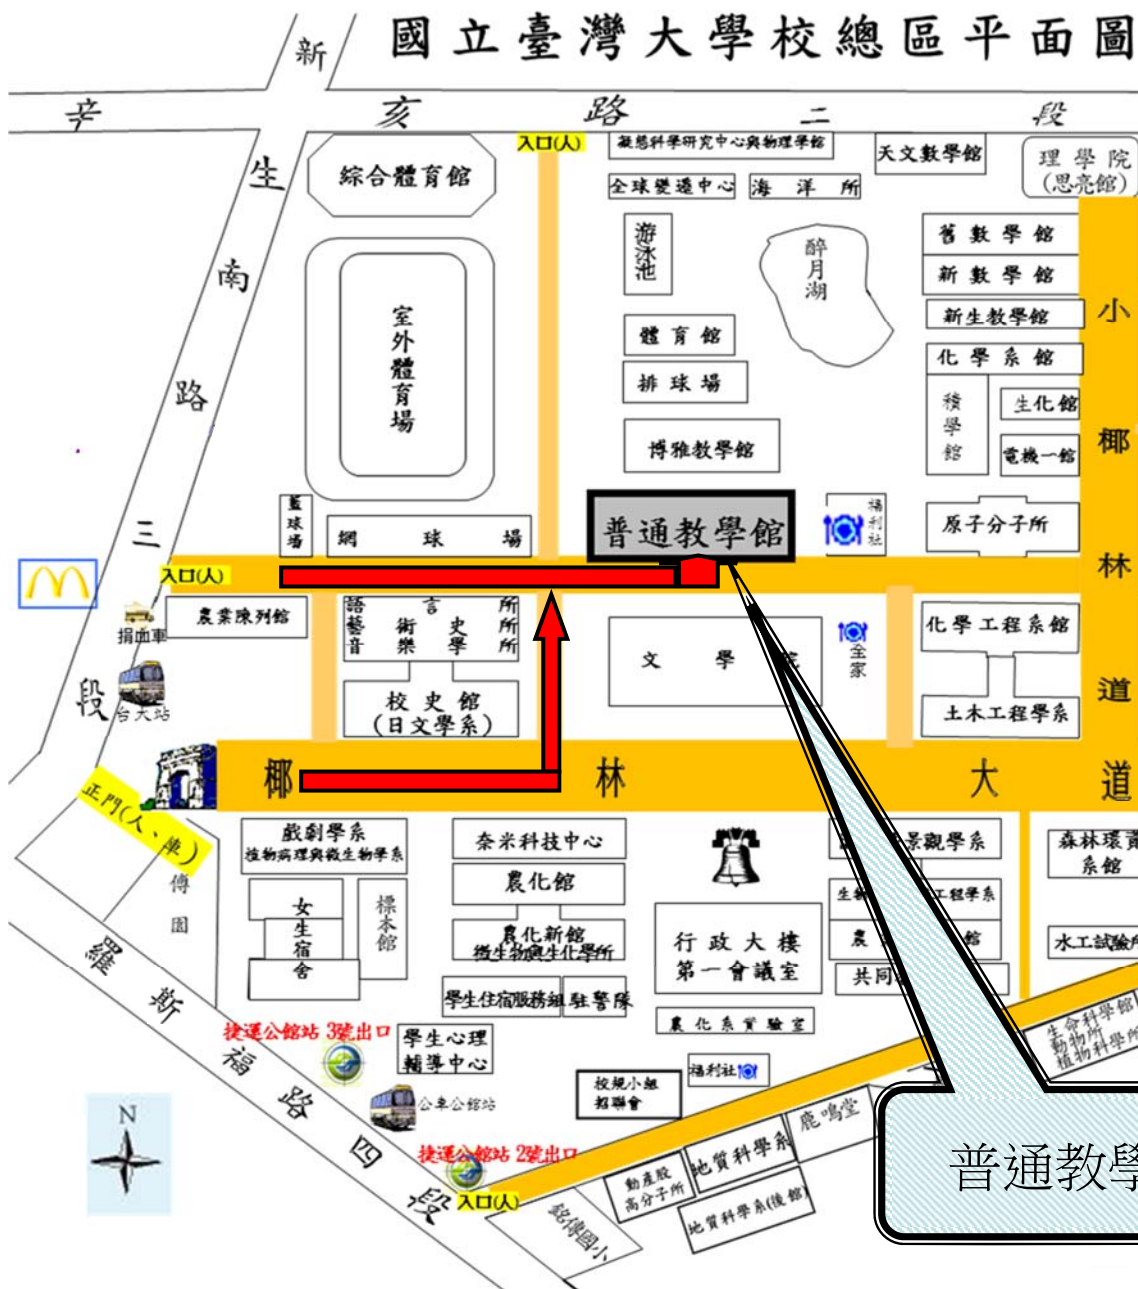 國立臺灣大學校總區平面圖
新
辛亥路二段
生南路三段
入口(人)
凝態科學研究中心與物理學館
天文數學館
理學院
(思亮館)
綜合體育館
全球變遷中心
海洋所
游泳池
醉月湖
舊數學館
新數學館
新生教學館
小椰林道
室外體育場
體育館
化學系館
排球場
積學館
生化館
博雅教學館
電機一館
籃球場
網球場
普通教學館
福利社
原子分子所
入口(人)
捐血車
農業陳列館
語言所
藝術史所
音樂學所
文學院
全家
化學工程系館
台大站
校史館
(日文學系)
土木工程學系
椰林大道
正門(人、車)
傅園
戲劇學系
植物病理與微生物學系
奈米科技中心
景觀學系
森林環資
系館
農化館
生物
工程學系
女生宿舍
標本館
農化新館
微生物與生化學所
行政大樓
第一會議室
農
館
水工試驗所
共同
學生住宿服務組
駐警隊
農化系實驗室
羅斯福路四段
捷運公館站 3號出口
學生心理
輔導中心
生命科學館
動物所
植物科學所
公車公館站
校規小組
招聯會
福利社
鹿鳴堂
N
捷運公館站 2號出口
入口(人)
動產股
高分子所
地質科學系
地質科學系(後館)
銘傳國小
普通教學